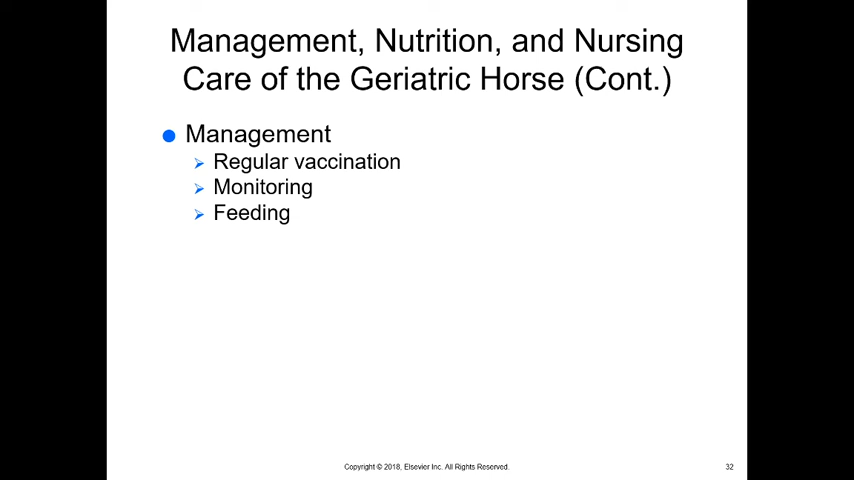 Management, Nutrition, and Nursing
Care of the Geriatric Horse (Cont.)
Management
Regular vaccination
Monitoring
Feeding
Copyright © 2018, Elsevier Inc. All Rights Reserved.
32